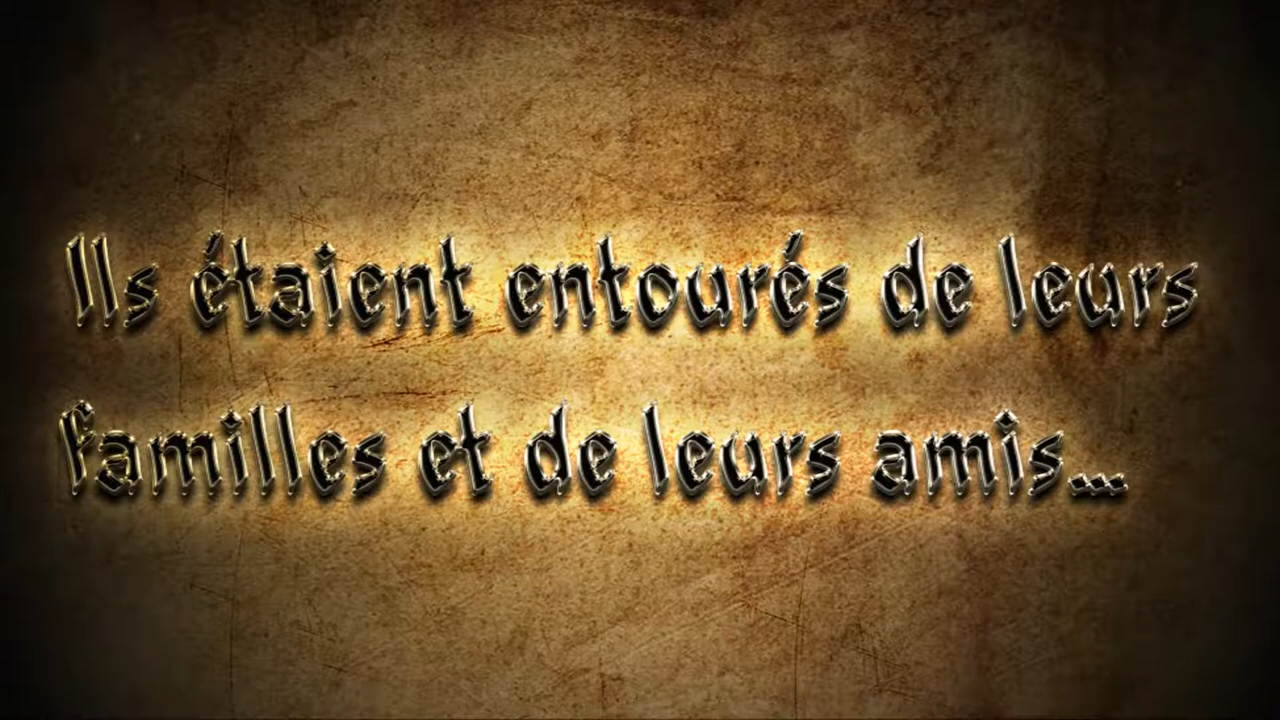 Ils étaient entourés de leurs
familles et de leurs amis...